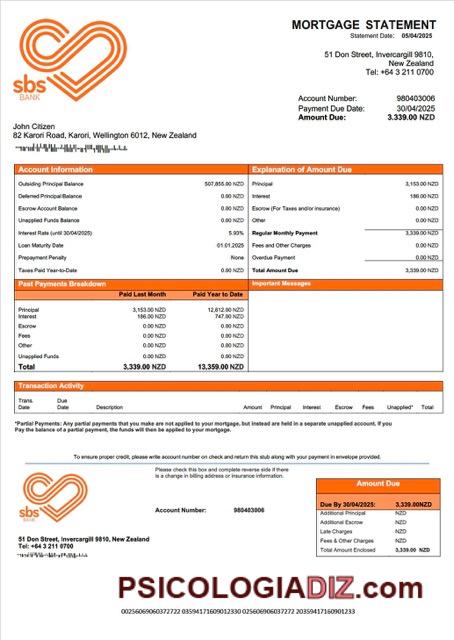 MORTGAGE STATEMENT
Statement Date: 05/04/2025
51 Don Street, Invercargill 9810,
New Zealand
Tel: +64 3 211 0700
sbs
BANK
Account Number: 980403006
Payment Due Date: 30/04/2025
Amount Due: 3.339.00 NZD
John Citizen
82 Karori Road, Karori, Wellington 6012, New Zealand
Account Information
Outsiding Principal Balance 507,855.00 NZD
Deferred Principal Balance 0.00 NZD
Escrow Account Balance 0.00 NZD
Unapplied Funds Balance 0.00 NZD
Interest Rate (until 30/04/2025) 5.93%
Loan Maturity Date 01.01.2025
Prepayment Penalty None
Taxes Paid Year-to-Date 0.00 NZD
Explanation of Amount Due
Principal 3,153.00 NZD
Interest 186.00 NZD
Escrow (For Taxes and/or insurance) 0.00 NZD
Other 0.00 NZD
Regular Monthly Payment 3,339.00 NZD
Fees and Other Charges 0.00 NZD
Overdue Payment 0.00 NZD
Total Amount Due 3,339.00 NZD
Past Payments Breakdown
Paid Last Month Paid Year to Date
Principal 3,153.00 NZD 12,612.00 NZD
Interest 186.00 NZD 747.00 NZD
Escrow 0.00 NZD 0.00 NZD
Fees 0.00 NZD 0.00 NZD
Other 0.00 NZD 0.00 NZD
Unapplied Funds 0.00 NZD 0.00 NZD
Total 3,339.00 NZD 13,359.00 NZD
Important Messages
Transaction Activity
Trans. Date Due Date Description Amount Principal Interest Escrow Fees Unapplied* Total
*Partial Payments: Any partial payments that you make are not applied to your mortgage, but instead are held in a separate unapplied account. If you
Pay the balance of a partial payment, the funds will then be applied to your mortgage.
To ensure proper credit, please write account number on check and return this stub along with payment in envelope provided.
Please check this box and complete reverse side if there
is a change in billing address or insurance information.
sbs
BANK
Account Number: 980403006
Amount Due
Due By 30/04/2025: 3,339.00NZD
Additional Principal NZD
Additional Escrow NZD
Late Charges NZD
Fees & Other Charges NZD
Total Amount Enclosed 3,339.00 NZD
51 Don Street, Invercargill 9810, New Zealand
Tel: +64 3 211 0700
PSICOLOGIADIZ.com
00256069060372722 0359417160901233０ 025606906037272 20359417160901233